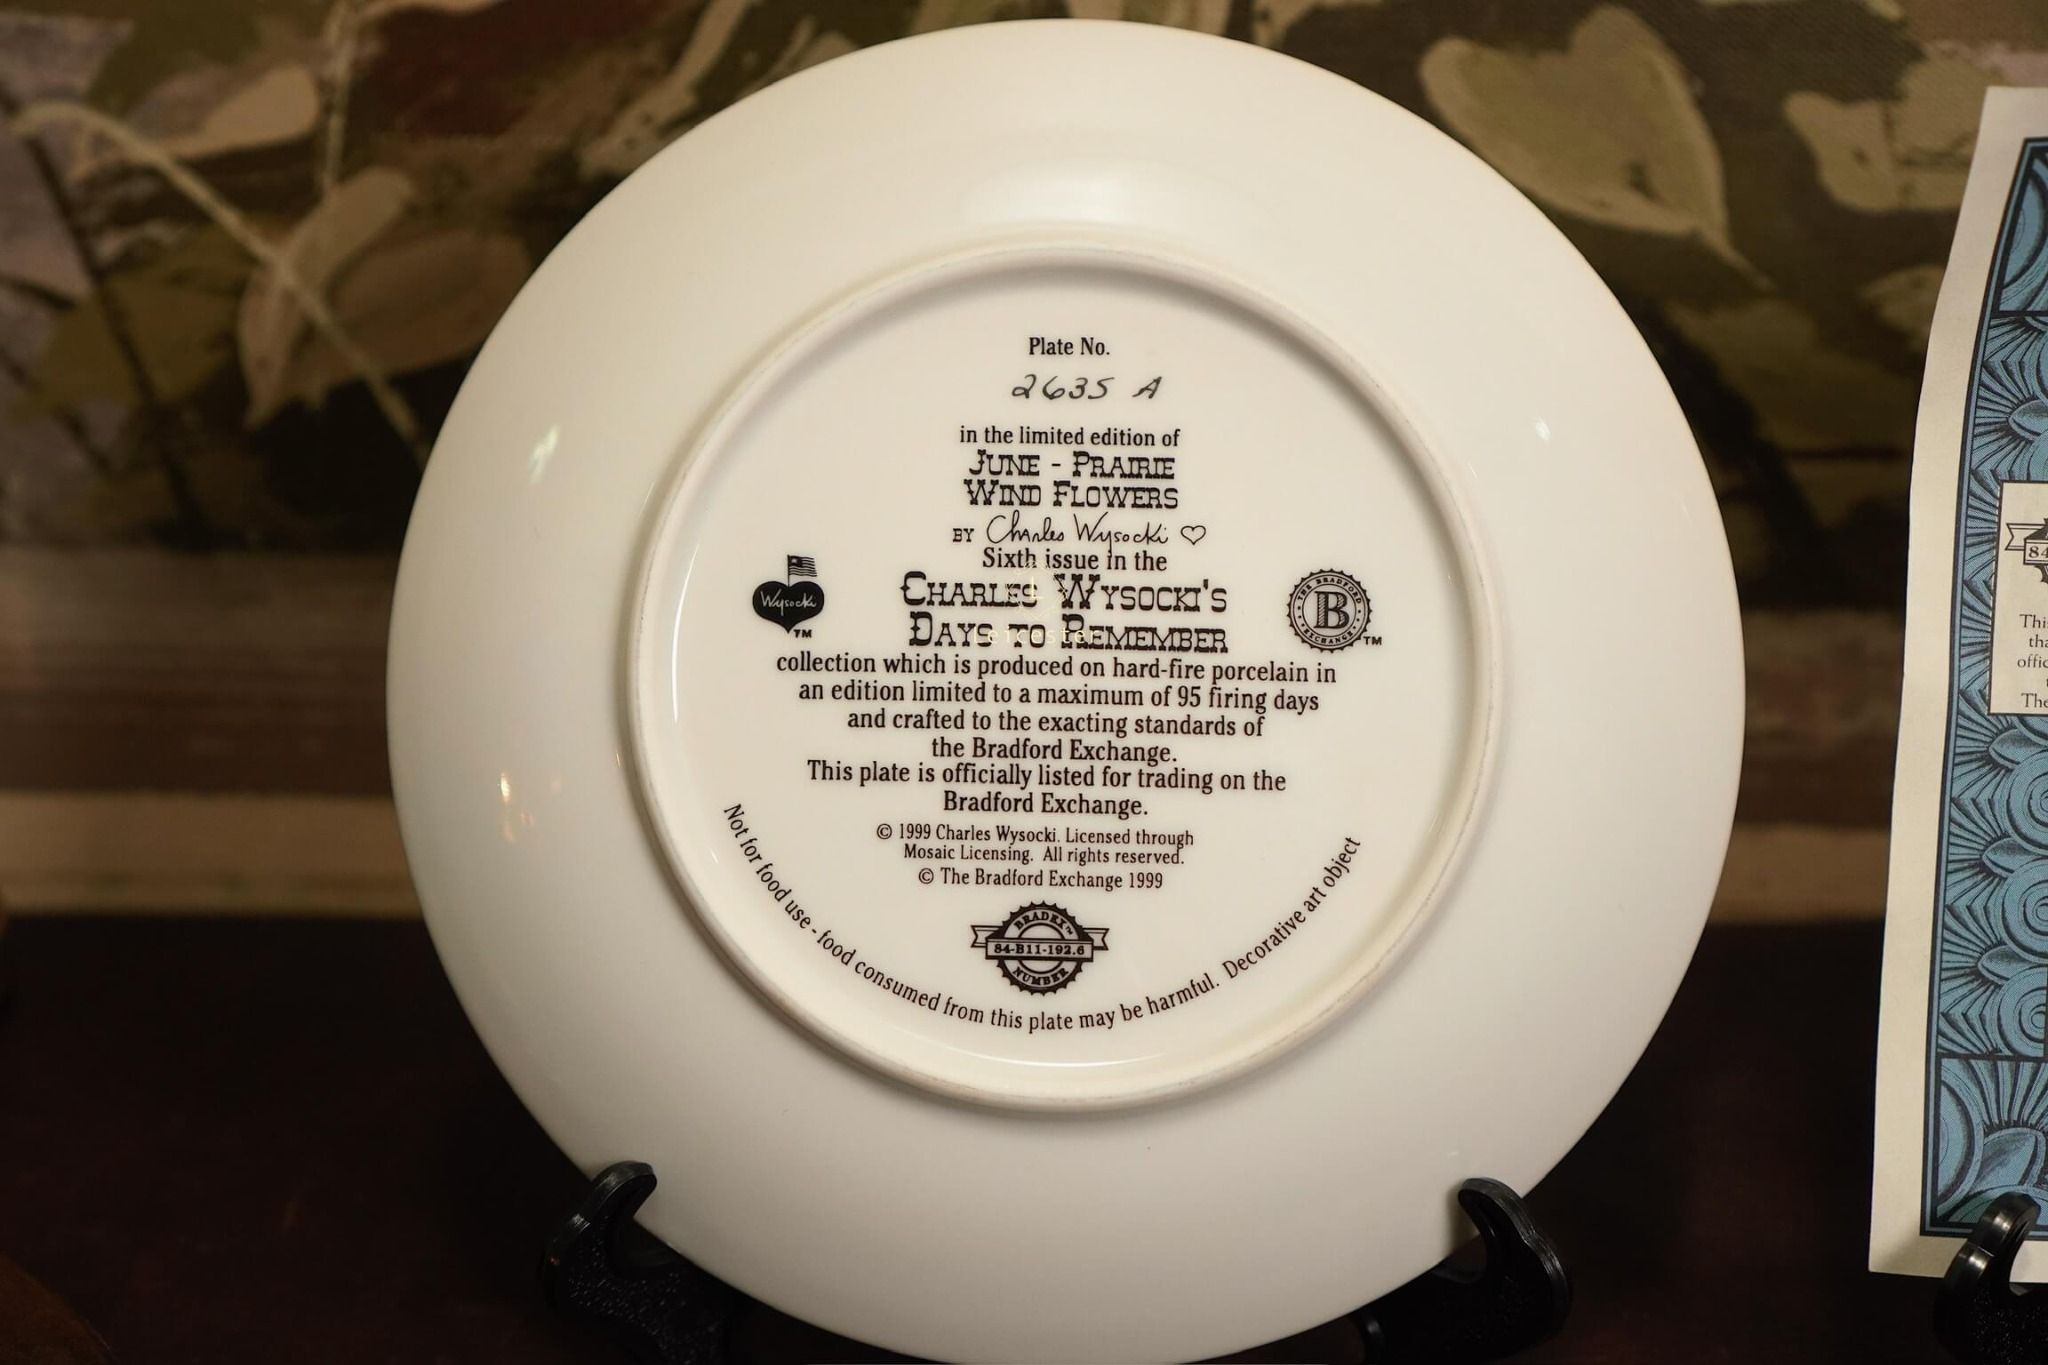 Plate No.
2635 A
in the limited edition of
JUNE - PRAIRIE
WIND FLOWERS
BY Charles Wysocki ♡
Sixth issue in the
CHARLES WYSOCKI'S
DAYS TO REMEMBER
Leicester
collection which is produced on hard-fire porcelain in
an edition limited to a maximum of 95 firing days
and crafted to the exacting standards of
the Bradford Exchange.
This plate is officially listed for trading on the
Bradford Exchange.
© 1999 Charles Wysocki. Licensed through
Mosaic Licensing. All rights reserved.
© The Bradford Exchange 1999
Wysocki
TM
THE BRADFORD
B
EXCHANGE
TM
BRADEX™
84-B11-192.6
NUMBER
Not for food use - food consumed from this plate may be harmful. Decorative art object
84
The